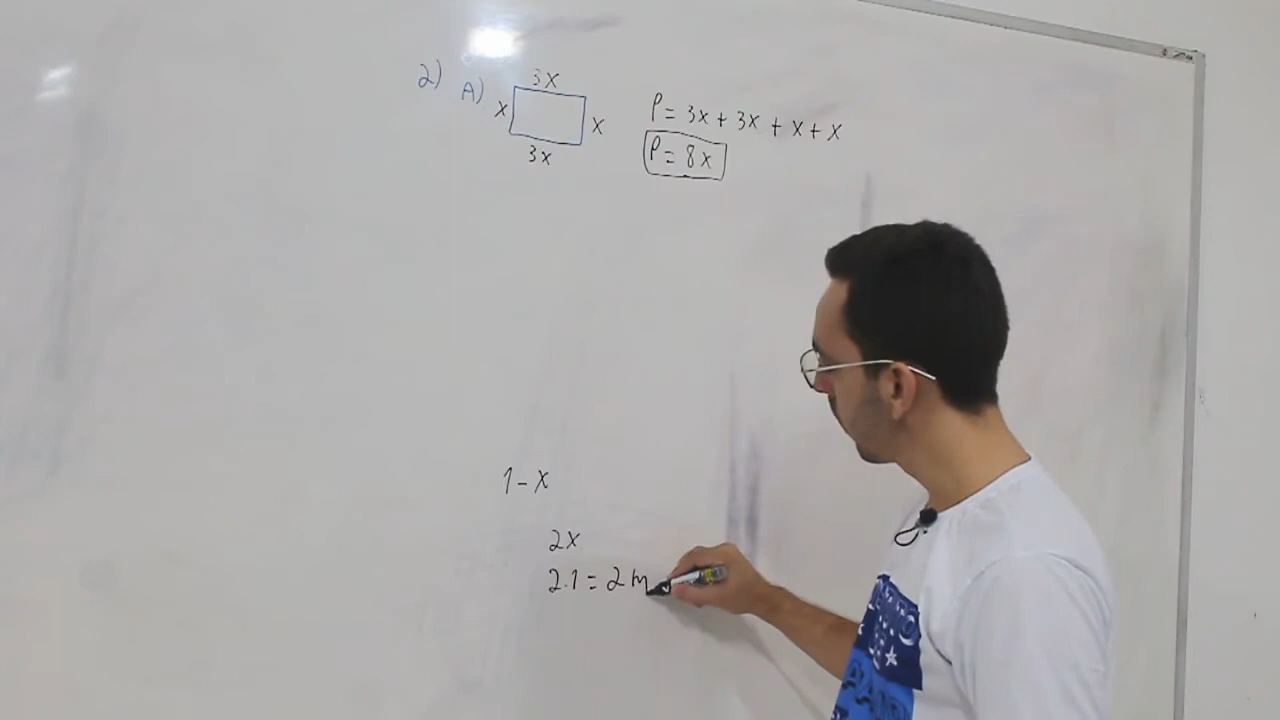 2) A) 3x
x x
3x
P = 3x + 3x + x + x
P = 8x
1 - x
2x
2.1 = 2 m